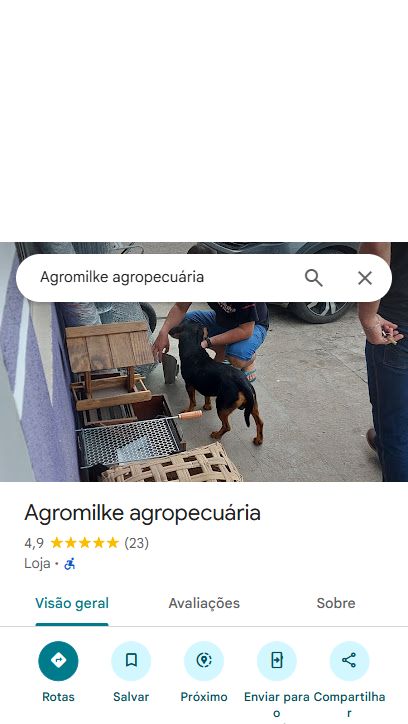 Agromilke agropecuária
Agromilke agropecuária
4,9 (23)
Loja ·
Visão geral Avaliações Sobre
Rotas Salvar Próximo Enviar para o Compartilhar